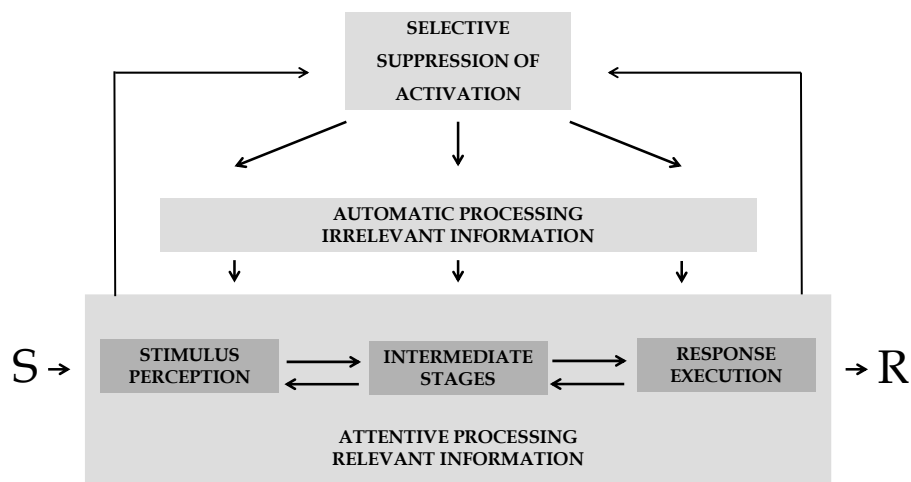 SELECTIVE
SUPPRESSION OF
ACTIVATION
AUTOMATIC PROCESSING
IRRELEVANT INFORMATION
S
STIMULUS
PERCEPTION
INTERMEDIATE
STAGES
RESPONSE
EXECUTION
R
ATTENTIVE PROCESSING
RELEVANT INFORMATION